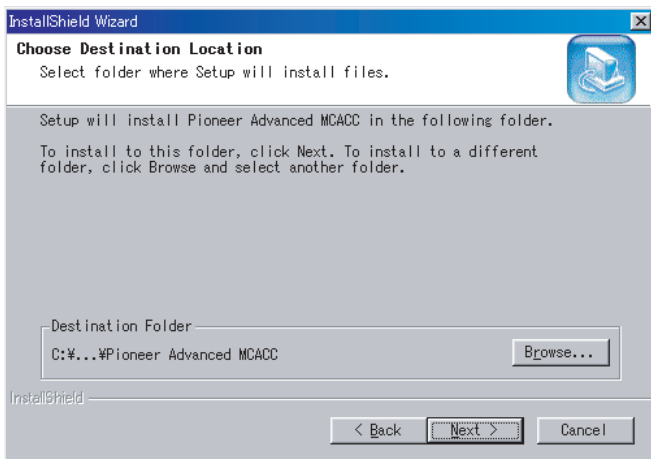 InstallShield Wizard
Choose Destination Location
Select folder where Setup will install files.
Setup will install Pioneer Advanced MCACC in the following folder.
To install to this folder, click Next. To install to a different
folder, click Browse and select another folder.
Destination Folder
C:¥...¥Pioneer Advanced MCACC
Browse...
InstallShield
< Back
Next >
Cancel